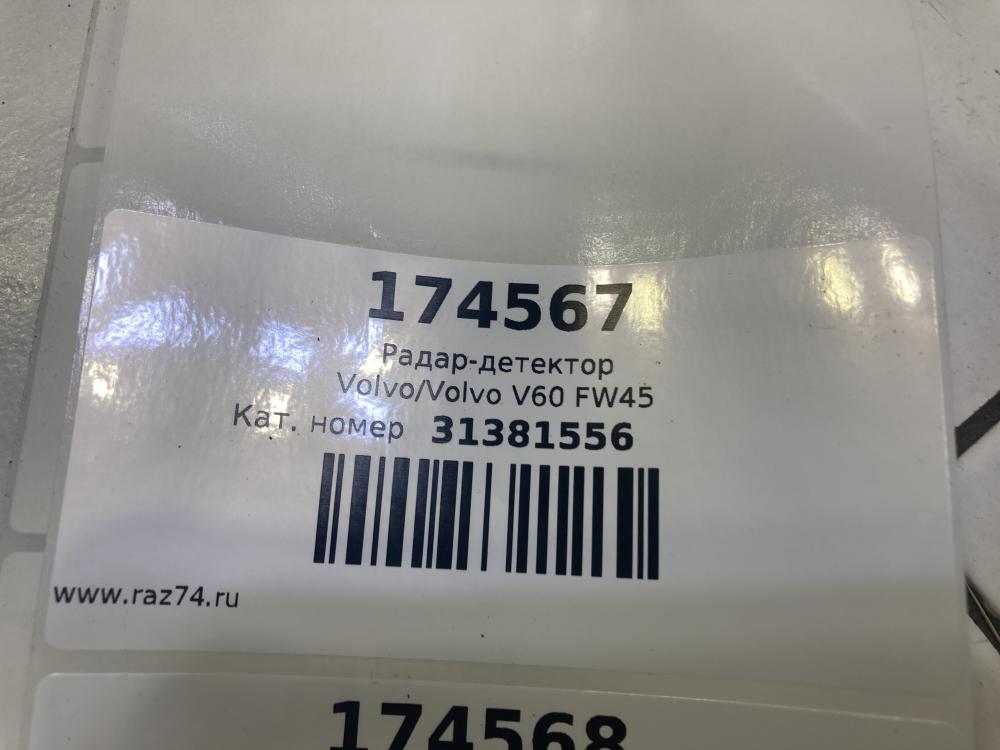 174567
Радар-детектор
Volvo/Volvo V60 FW45
Кат. номер 31381556
www.raz74.ru
174568